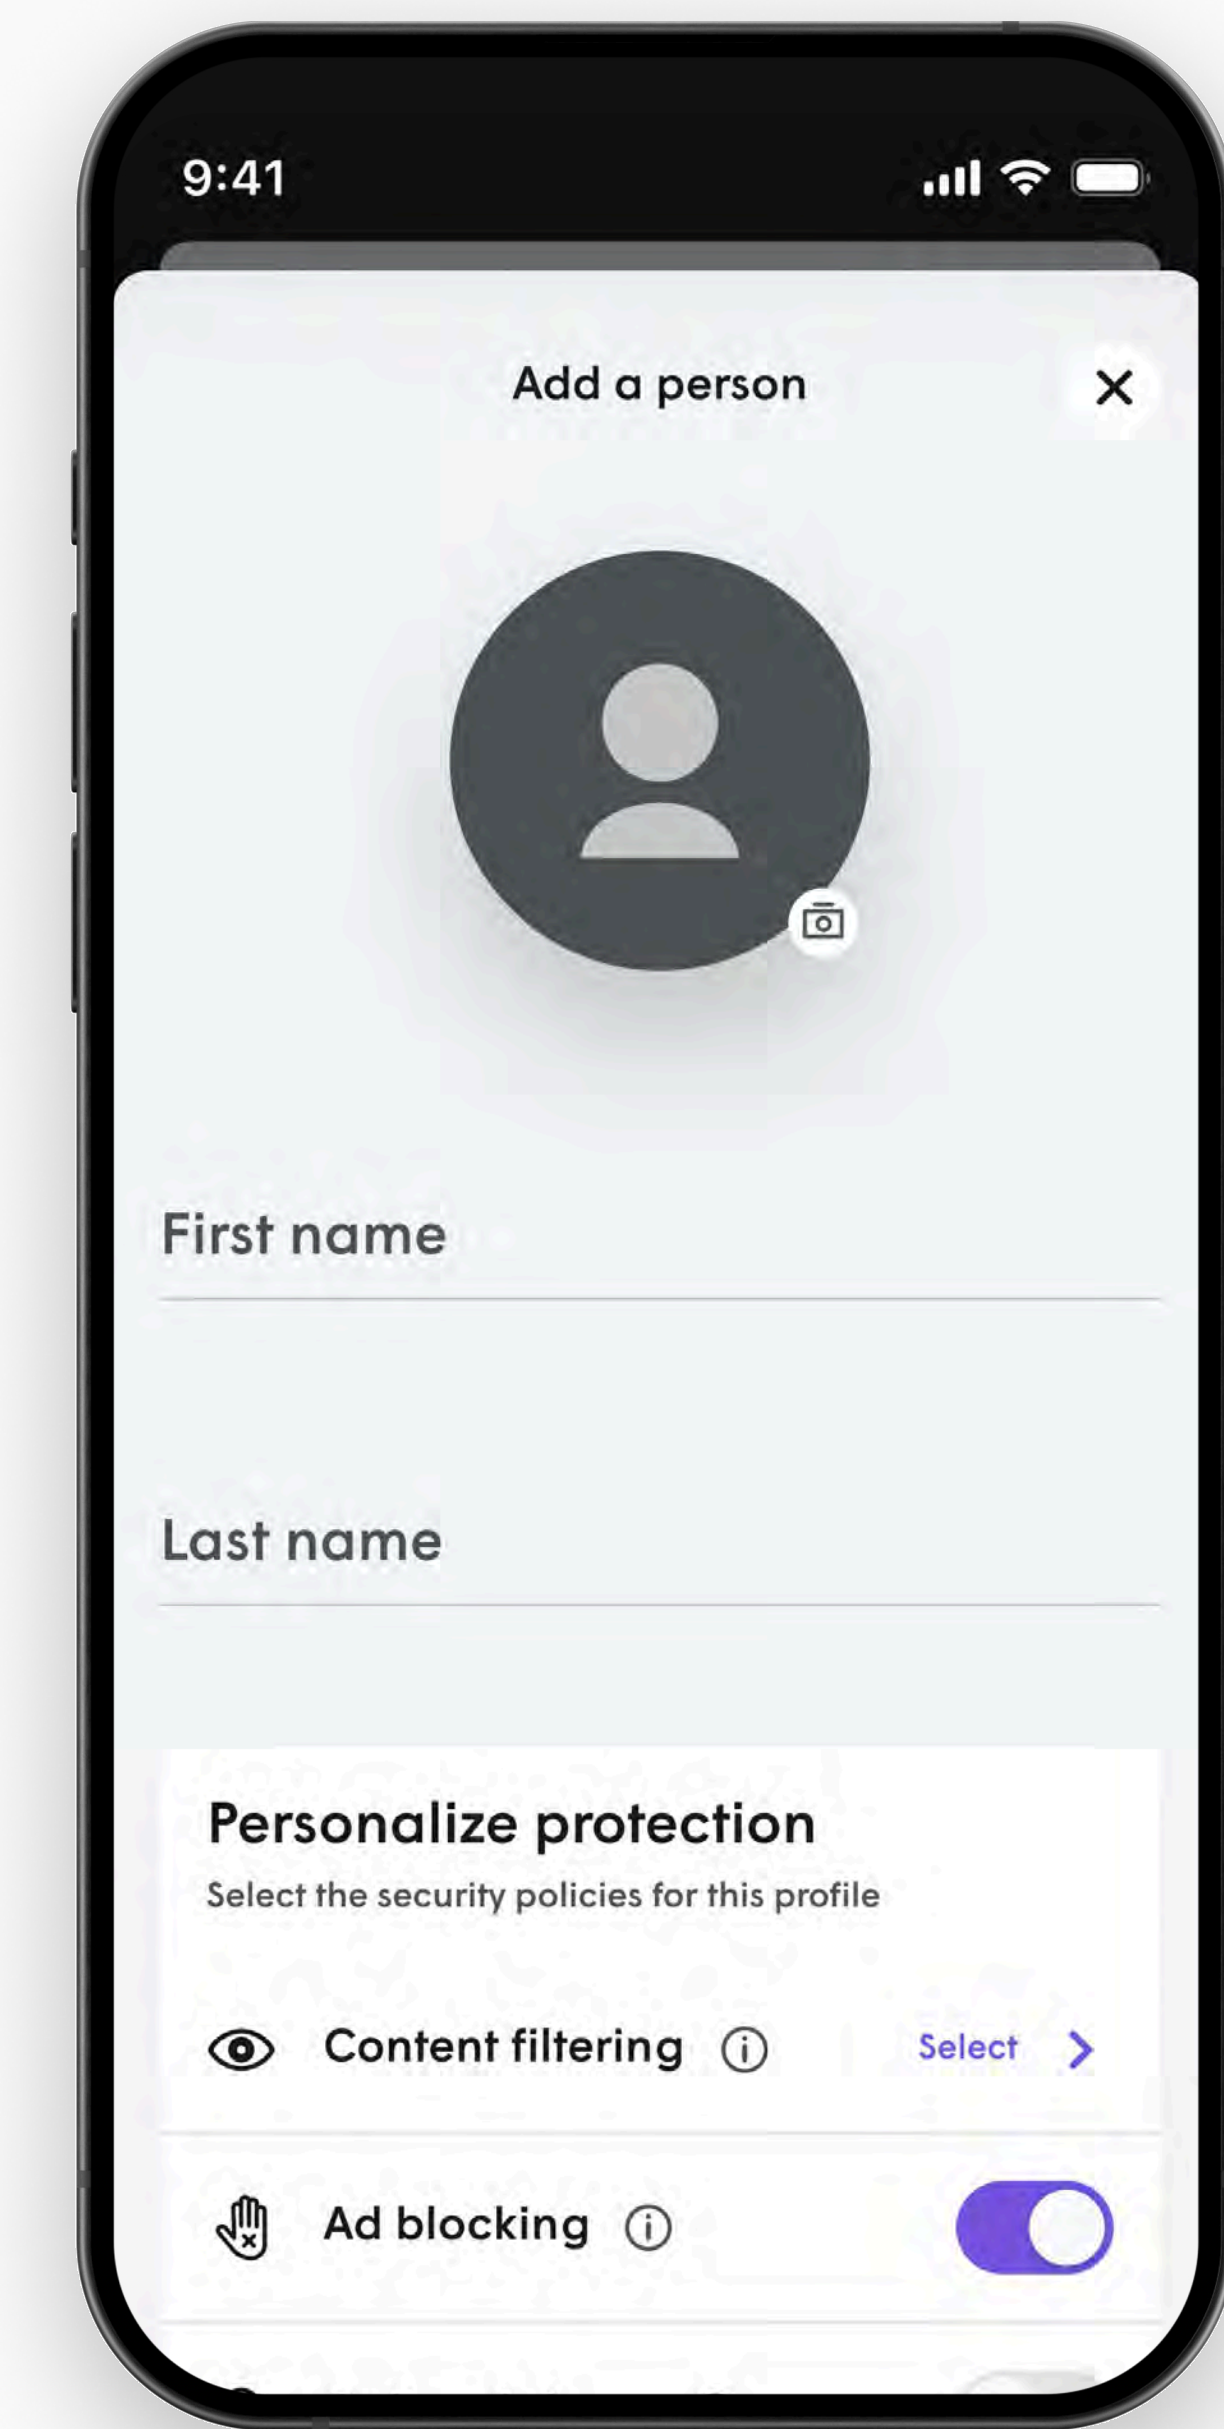 9:41
Add a person
First name
Last name
Personalize protection
Select the security policies for this profile
Content filtering
Select
Ad blocking